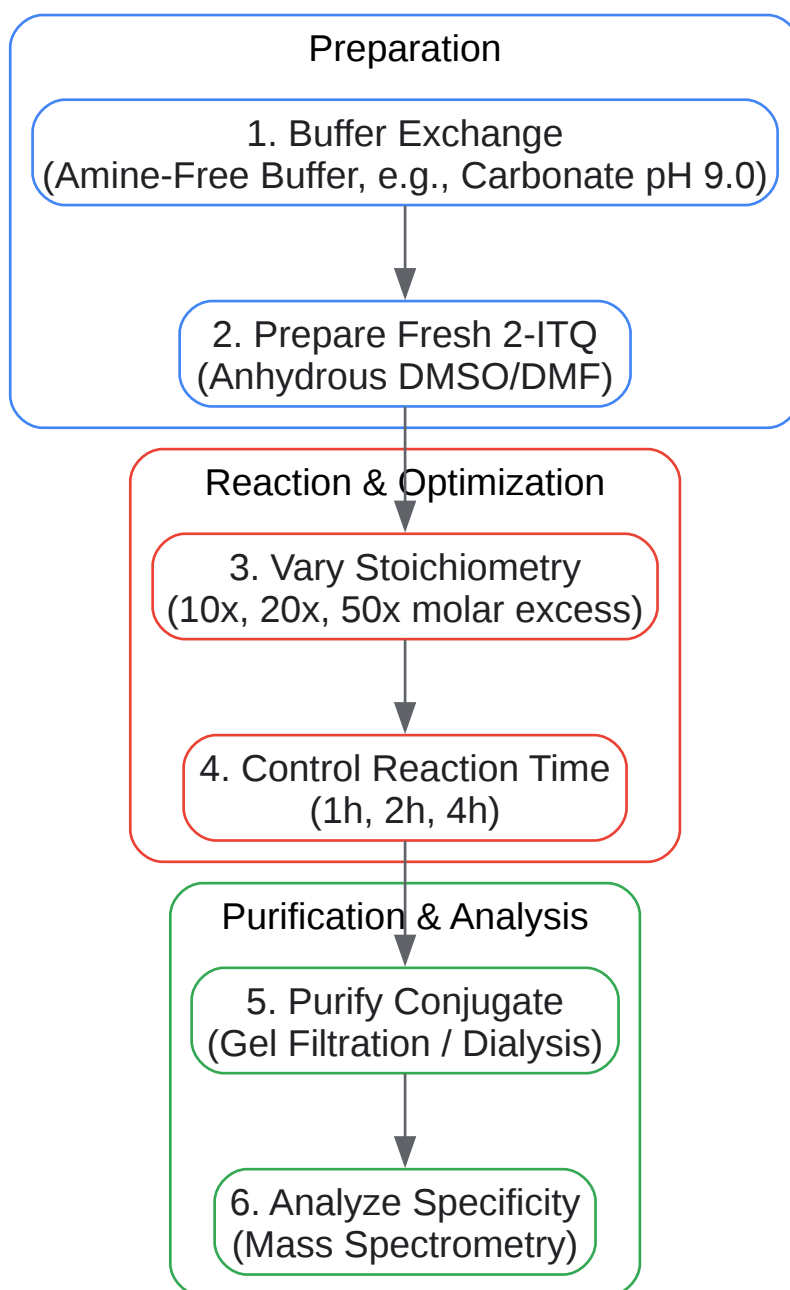 Preparation
1. Buffer Exchange
(Amine-Free Buffer, e.g., Carbonate pH 9.0)
2. Prepare Fresh 2-ITQ
(Anhydrous DMSO/DMF)
Reaction & Optimization
3. Vary Stoichiometry
(10x, 20x, 50x molar excess)
4. Control Reaction Time
(1h, 2h, 4h)
Purification & Analysis
5. Purify Conjugate
(Gel Filtration / Dialysis)
6. Analyze Specificity
(Mass Spectrometry)